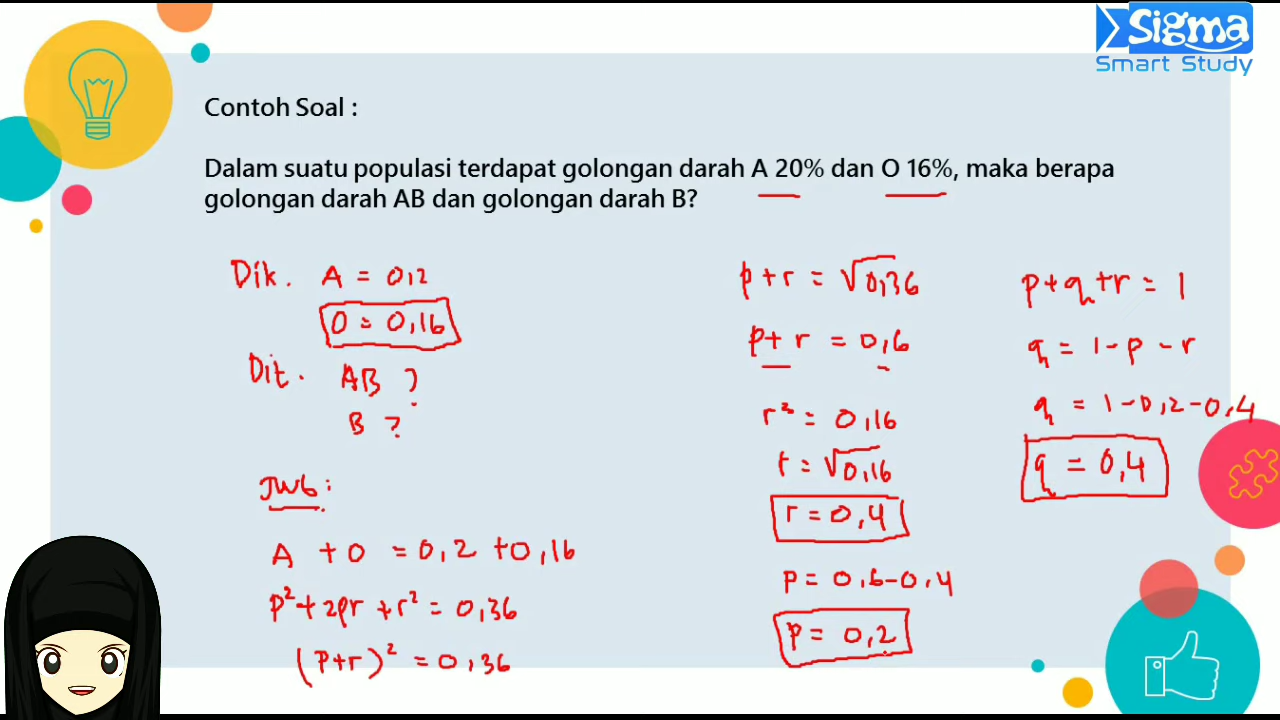 Sigma
Smart Study
Contoh Soal :
Dalam suatu populasi terdapat golongan darah A 20% dan O 16%, maka berapa
golongan darah AB dan golongan darah B?
Dik. A = 0,2
O = 0,16
Dit. AB ?
B ?
Jwb:
A + O = 0,2 + 0,16
p² + 2pr + r² = 0,36
(p+r)² = 0,36
p+r = √0,36
p+r = 0,6
r² = 0,16
r = √0,16
r = 0,4
p = 0,6-0,4
p = 0,2
p+q+r = 1
q = 1-p-r
q = 1-0,2-0,4
q = 0,4